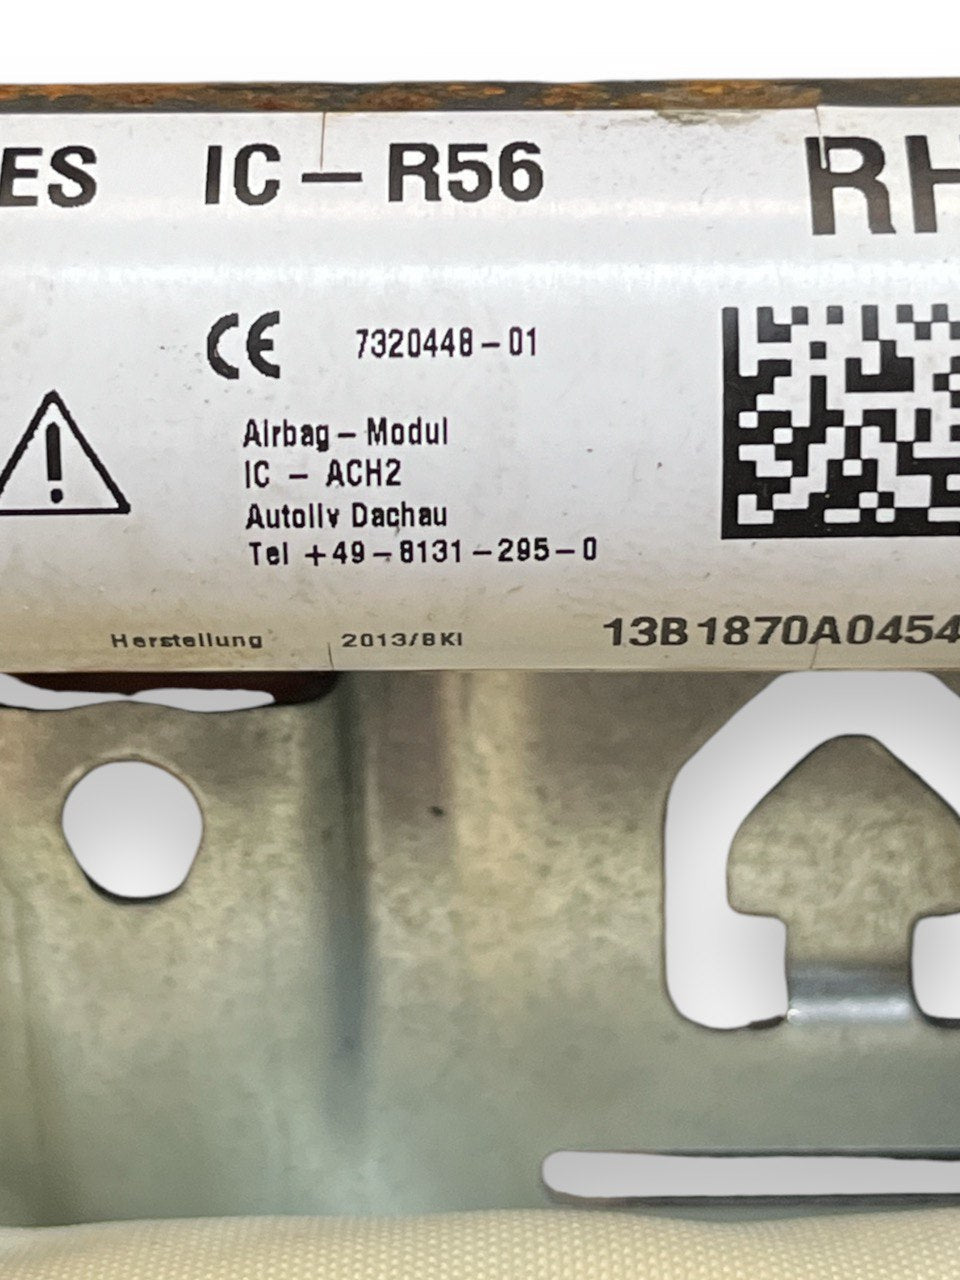 ES IC – R56 RH
CE 7320448 – 01
!
Airbag – Modul
IC – ACH2
Autoliv Dachau
Tel +49 – 8131 – 295 – 0
Herstellung 2013/8KI 13B1870A0454